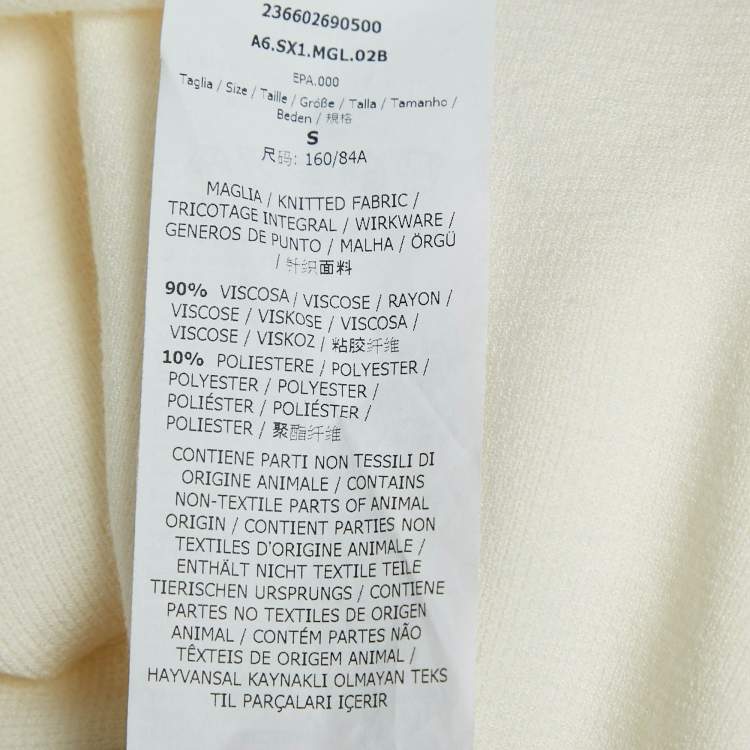 236602690500
A6.SX1.MGL.02B
EPA.000
Taglia / Size / Taille / Größe / Talla / Tamanho /
Beden / 規格
S
尺码: 160/84A
MAGLIA / KNITTED FABRIC /
TRICOTAGE INTEGRAL / WIRKWARE /
GENEROS DE PUNTO / MALHA / ÖRGÜ
/ 针织面料
90% VISCOSA / VISCOSE / RAYON /
VISCOSE / VISKOSE / VISCOSA /
VISCOSE / VISKOZ / 粘胶纤维
10% POLIESTERE / POLYESTER /
POLYESTER / POLYESTER /
POLIÉSTER / POLIÉSTER /
POLIESTER / 聚酯纤维
CONTIENE PARTI NON TESSILI DI
ORIGINE ANIMALE / CONTAINS
NON-TEXTILE PARTS OF ANIMAL
ORIGIN / CONTIENT PARTIES NON
TEXTILES D'ORIGINE ANIMALE /
ENTHÄLT NICHT TEXTILE TEILE
TIERISCHEN URSPRUNGS / CONTIENE
PARTES NO TEXTILES DE ORIGEN
ANIMAL / CONTÉM PARTES NÃO
TÊXTEIS DE ORIGEM ANIMAL /
HAYVANSAL KAYNAKLI OLMAYAN TEKS
TIL PARÇALARI İÇERIR